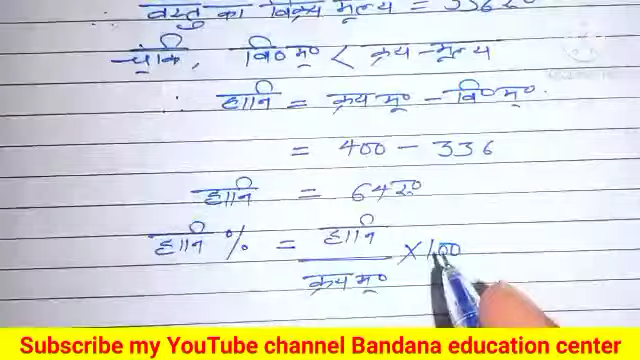 वस्तु का विक्रय मूल्य = 336 रु०
चूंकि, वि० मू० < क्रय - मूल्य
∴ हानि = क्रय मू० - वि० मू०
= 400 - 336
हानि = 64 रु०
हानि % = हानि / क्रय मू० × 100
Subscribe my YouTube channel Bandana education center